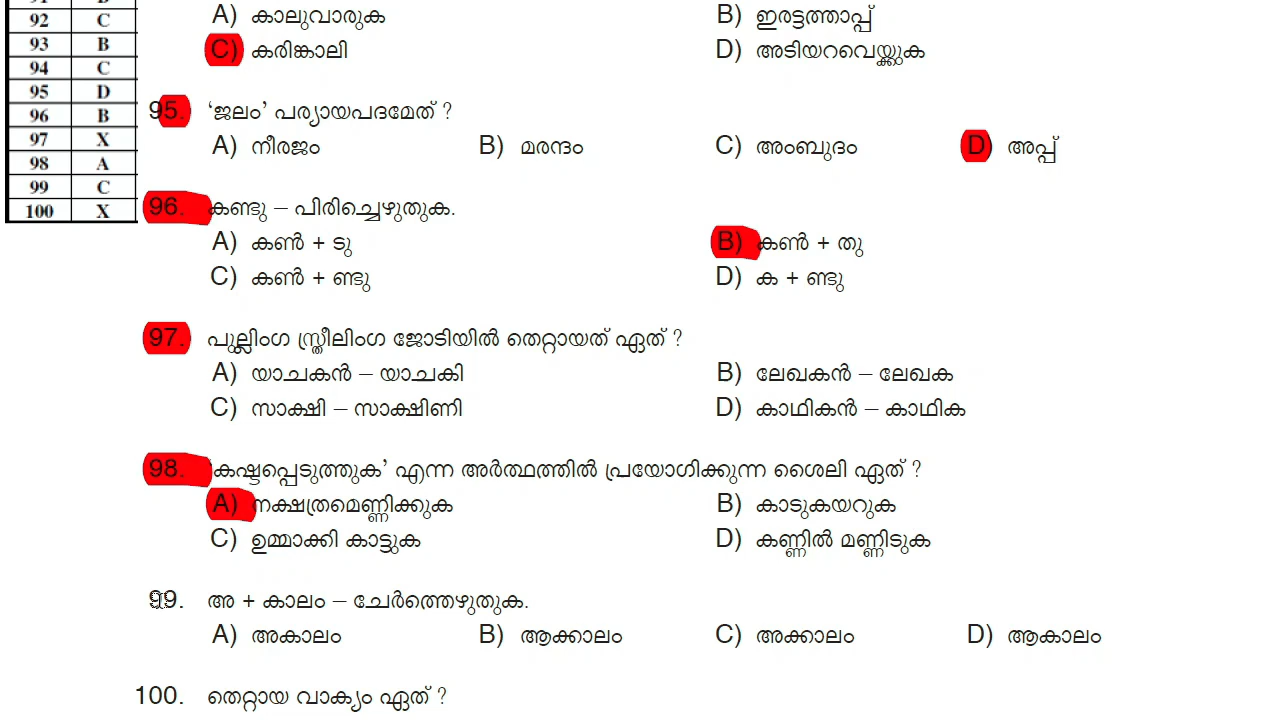 92 C
93 B
94 C
95 D
96 B
97 X
98 A
99 C
100 X
A) കാലുവാരുക B) ഇരട്ടത്താപ്പ്
C) കരിങ്കാലി D) അടിയറവെയ്ക്കുക
95. ‘ജലം’ പര്യായപദമേത് ?
A) നീരജം B) മരന്ദം C) അംബുദം D) അപ്പ്
96. കണ്ടു – പിരിച്ചെഴുതുക.
A) കൺ + ടു B) കൺ + തു
C) കൺ + ണ്ടു D) ക + ണ്ടു
97. പുല്ലിംഗ സ്ത്രീലിംഗ ജോടിയിൽ തെറ്റായത് ഏത് ?
A) യാചകൻ – യാചകി B) ലേഖകൻ – ലേഖക
C) സാക്ഷി – സാക്ഷിണി D) കാഥികൻ – കാഥിക
98. ‘കഷ്ടപ്പെടുത്തുക’ എന്ന അർത്ഥത്തിൽ പ്രയോഗിക്കുന്ന ശൈലി ഏത് ?
A) നക്ഷത്രമെണ്ണിക്കുക B) കാടുകയറുക
C) ഉമ്മാക്കി കാട്ടുക D) കണ്ണിൽ മണ്ണിടുക
99. അ + കാലം – ചേർത്തെഴുതുക.
A) അകാലം B) ആക്കാലം C) അക്കാലം D) ആകാലം
100. തെറ്റായ വാക്യം ഏത് ?